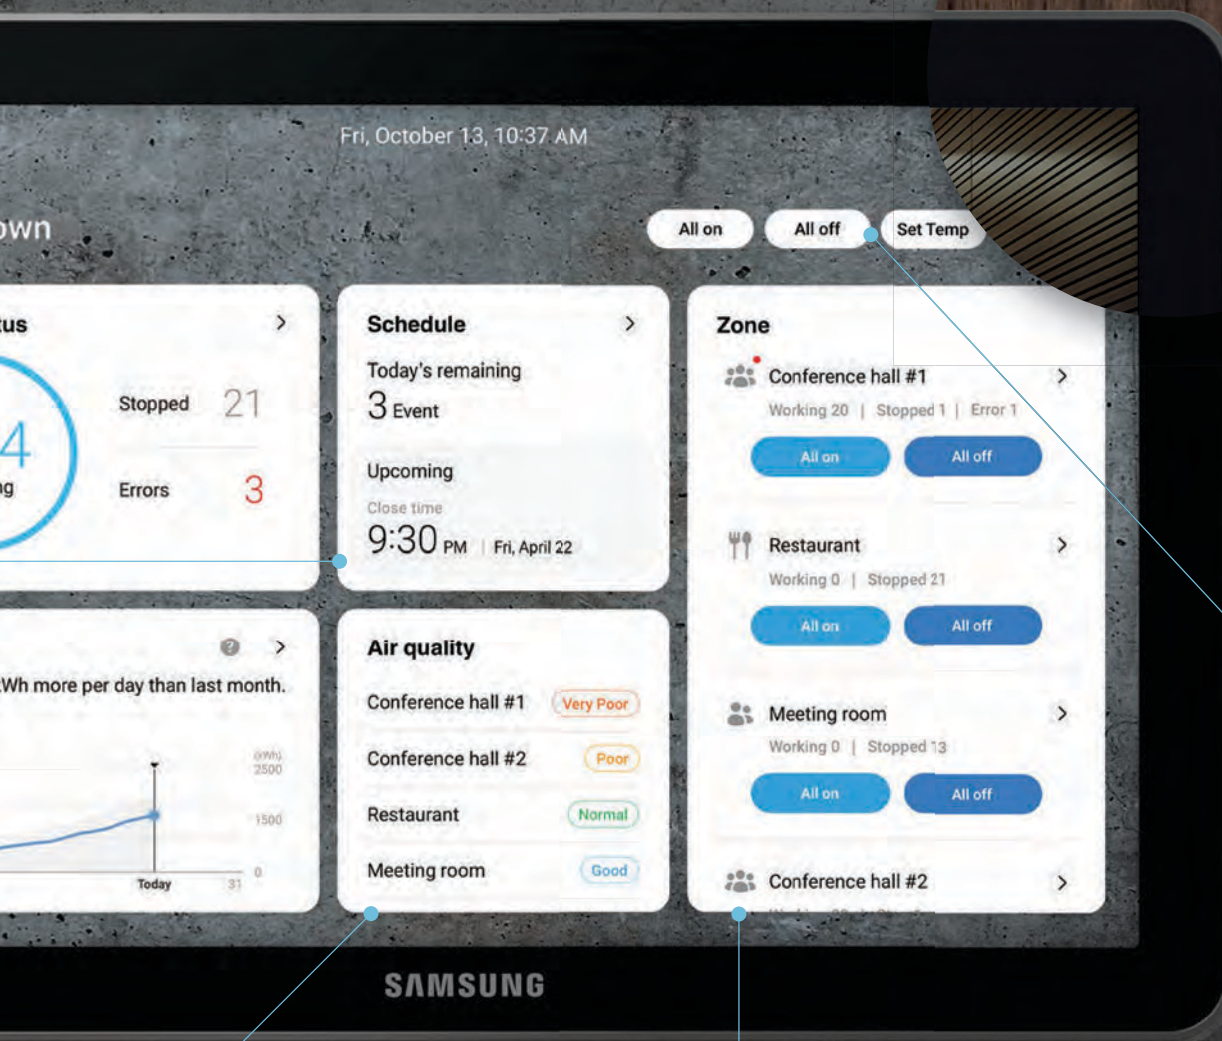 Fri, October 13, 10:37 AM
own
All on
All off
Set Temp
tus
4
ng
Stopped 21
Errors 3
Schedule
Today's remaining
3 Event
Upcoming
Close time
9:30 PM | Fri, April 22
Zone
Conference hall #1
Working 20 | Stopped 1 | Error 1
All on
All off
Restaurant
Working 0 | Stopped 21
All on
All off
Meeting room
Working 0 | Stopped 13
All on
All off
Conference hall #2
?
Wh more per day than last month.
(kWh)
2500
1500
0
Today
31
Air quality
Conference hall #1 Very Poor
Conference hall #2 Poor
Restaurant Normal
Meeting room Good
SAMSUNG